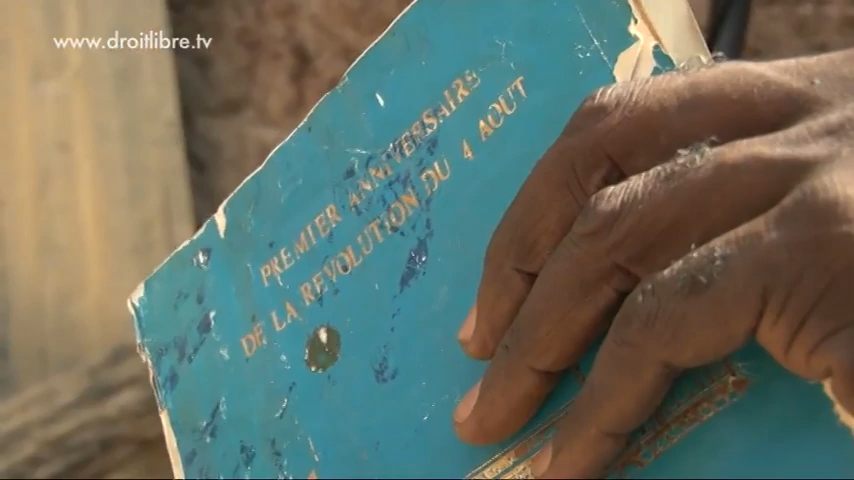 www.droitlibre.tv
PREMIER ANNIVERSAIRE
DE LA REVOLUTION DU 4 AOUT